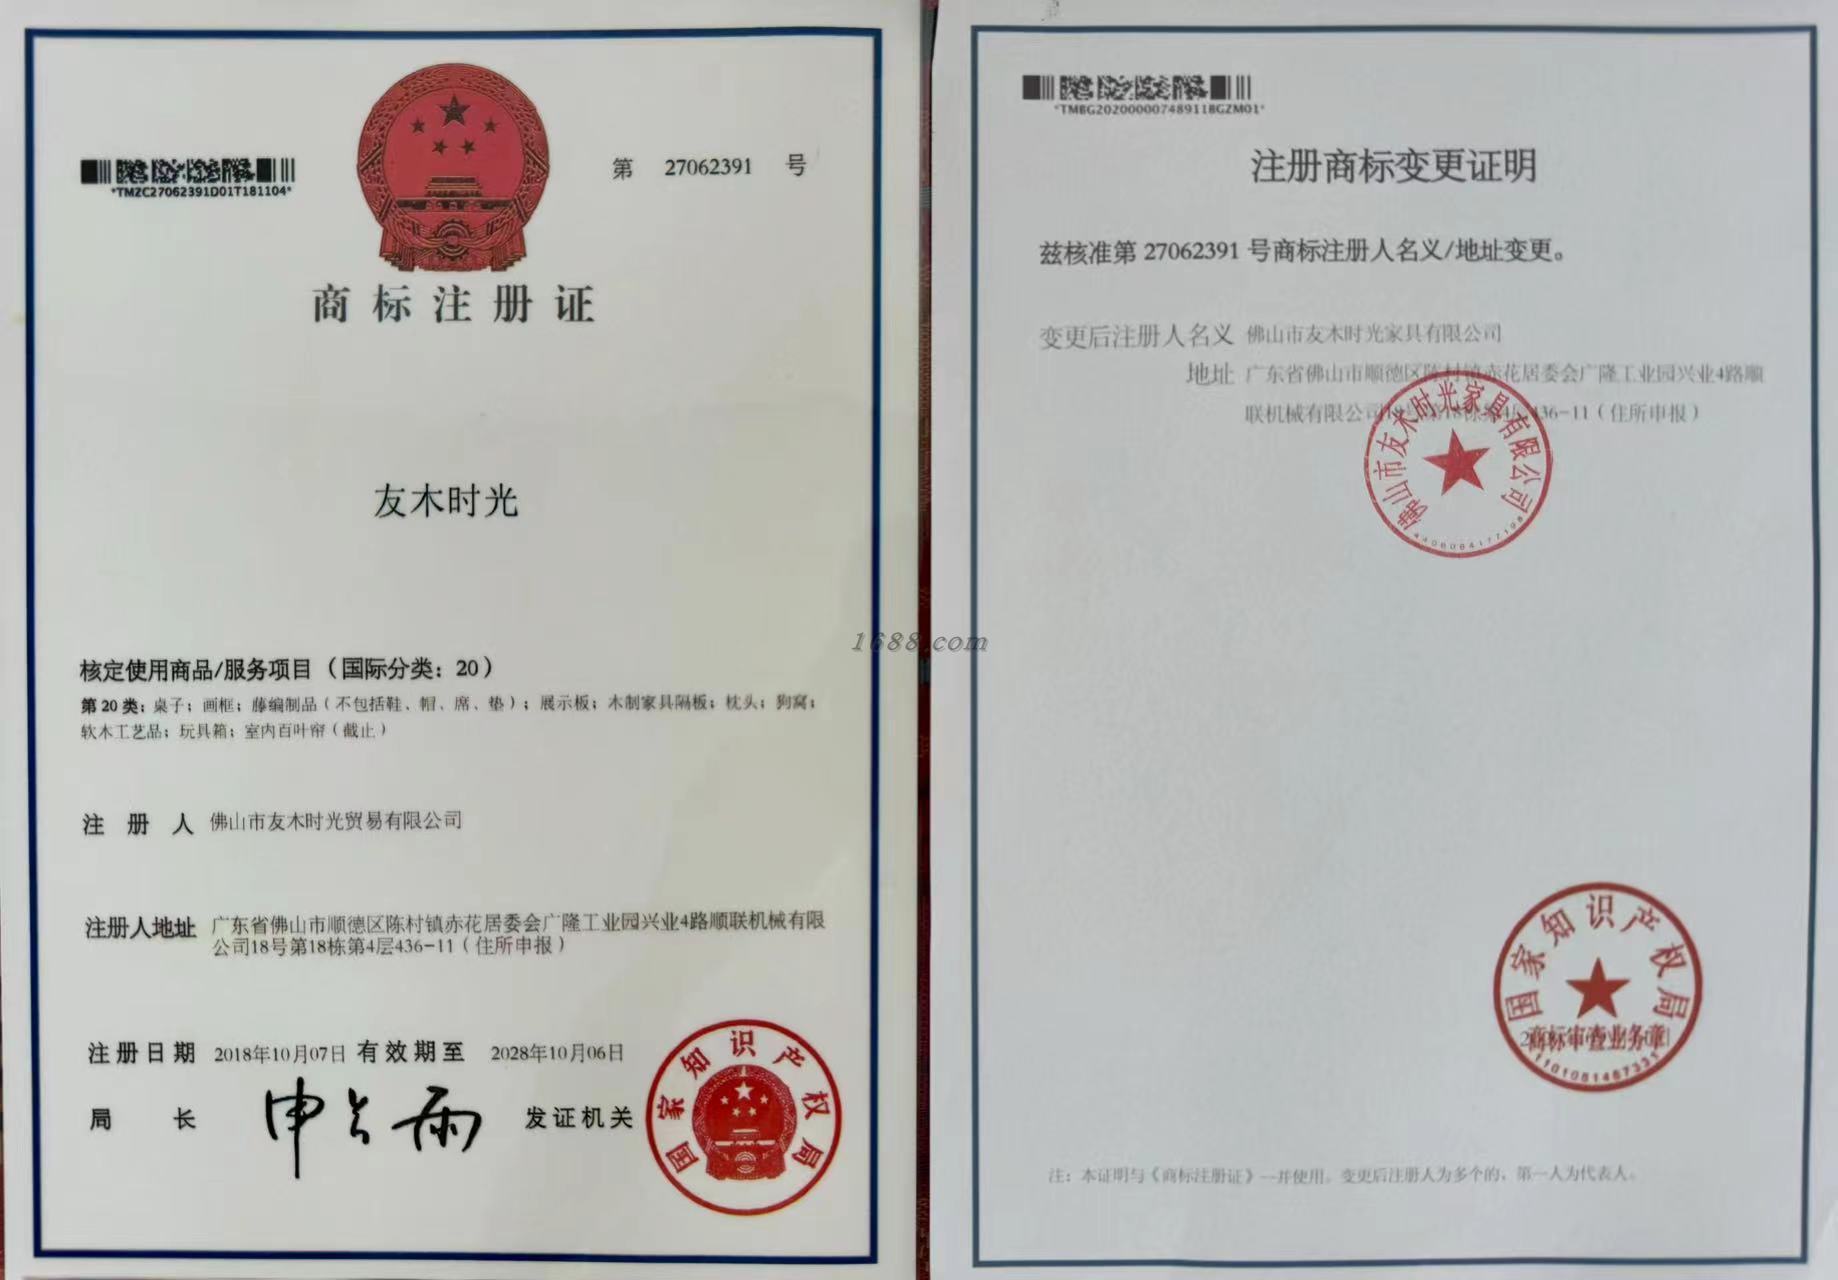 *TMZC27062391D01T181104*
第 27062391 号
商标注册证
友木时光
核定使用商品/服务项目（国际分类：20）
第20类：桌子；画框；藤编制品（不包括鞋、帽、席、垫）；展示板；木制家具隔板；枕头；狗窝；
软木工艺品；玩具箱；室内百叶帘（截止）
注册人 佛山市友木时光贸易有限公司
注册人地址 广东省佛山市顺德区陈村镇赤花居委会广隆工业园兴业4路顺联机械有限
公司18号第18栋第4层436-11（住所申报）
注册日期 2018年10月07日 有效期至 2028年10月06日
局长 申长雨 发证机关
国家知识产权局
1688.com
*TMBG20200000748911BGZM01*
注册商标变更证明
兹核准第 27062391 号商标注册人名义/地址变更。
变更后注册人名义 佛山市友木时光家具有限公司
地址 广东省佛山市顺德区陈村镇赤花居委会广隆工业园兴业4路顺
联机械有限公司18号第18栋第4层436-11（住所申报）
佛山市友木时光家具有限公司
国家知识产权局
商标审查业务章
注：本证明与《商标注册证》一并使用。变更后注册人为多个的，第一人为代表人。